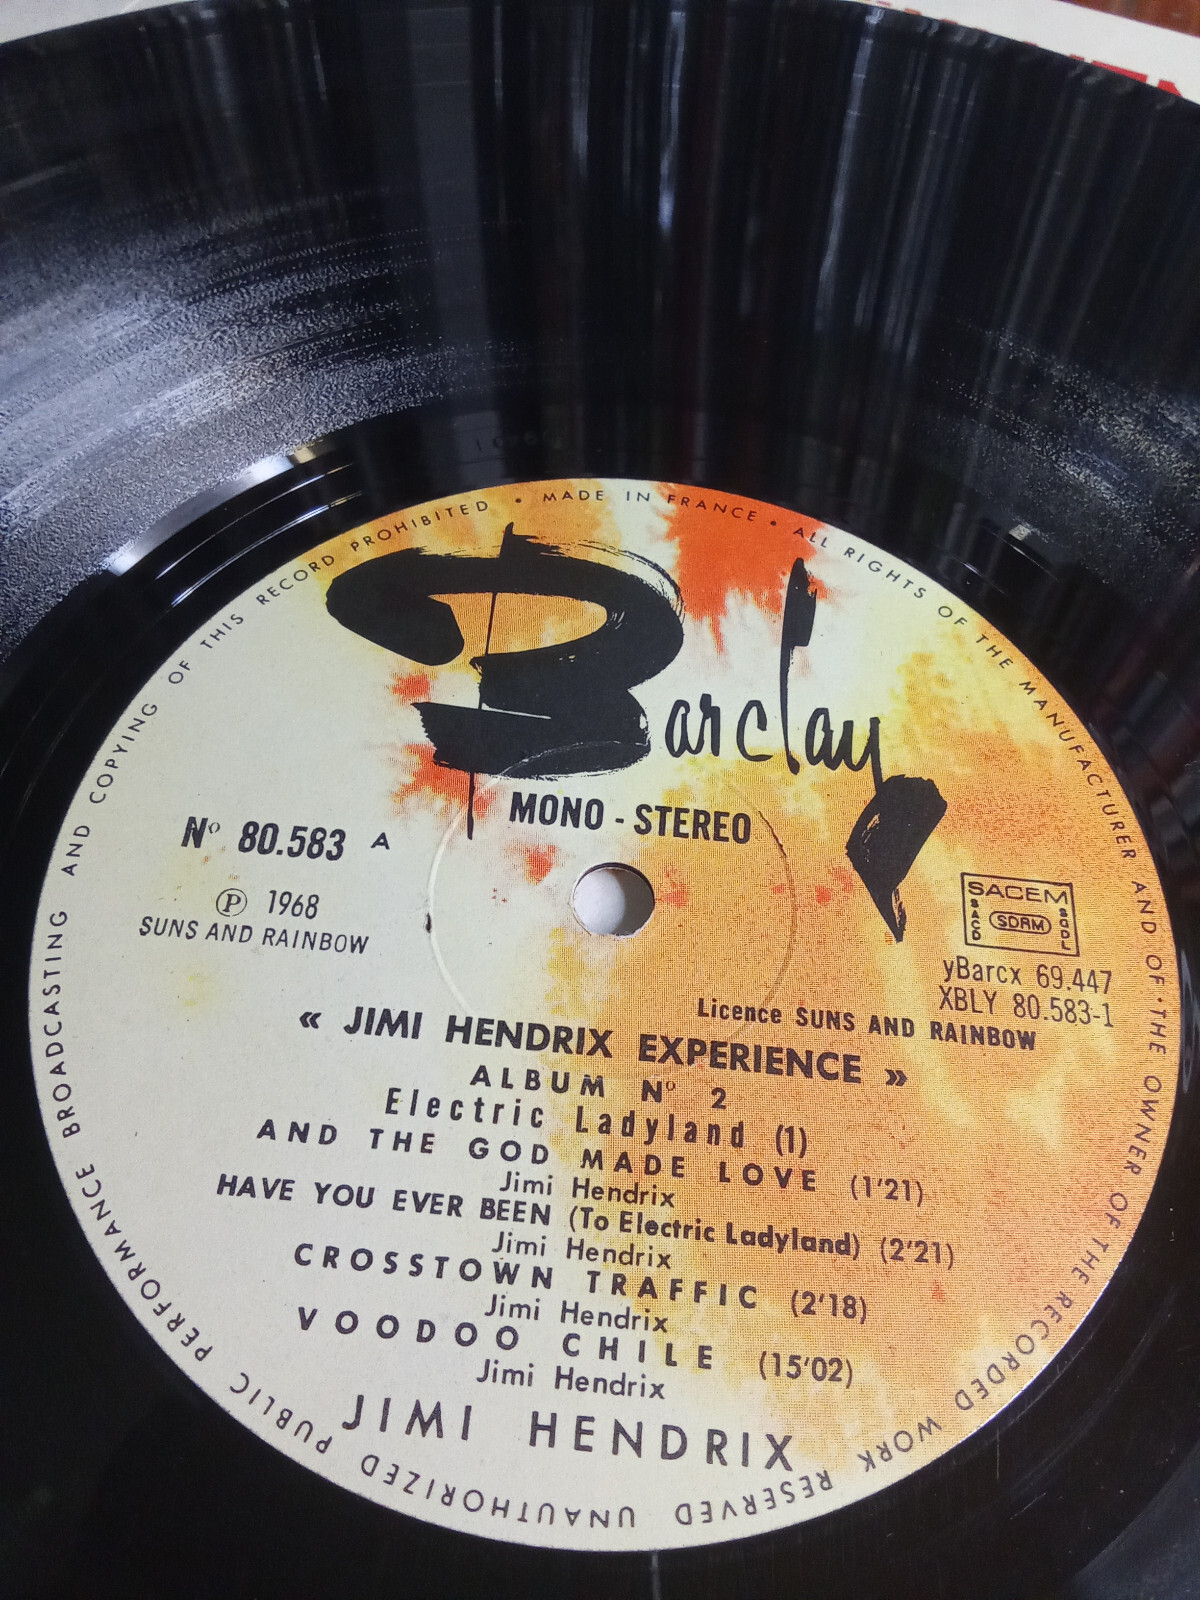 Barclay
MONO - STEREO
Nº 80.583 A
Ⓟ 1968
SUNS AND RAINBOW
SACEM
SACD
SDRM
SGDL
yBarcx 69.447
XBLY 80.583-1
Licence SUNS AND RAINBOW
« JIMI HENDRIX EXPERIENCE »
ALBUM Nº 2
Electric Ladyland (1)
AND THE GOD MADE LOVE (1'21)
Jimi Hendrix
HAVE YOU EVER BEEN (To Electric Ladyland) (2'21)
Jimi Hendrix
CROSSTOWN TRAFFIC (2'18)
Jimi Hendrix
VOODOO CHILE (15'02)
Jimi Hendrix
JIMI HENDRIX
• MADE IN FRANCE • ALL RIGHTS OF THE MANUFACTURER AND OF • THE OWNER OF THE RECORDED WORK RESERVED UNAUTHORIZED PUBLIC PERFORMANCE BROADCASTING AND COPYING OF THIS RECORD PROHIBITED